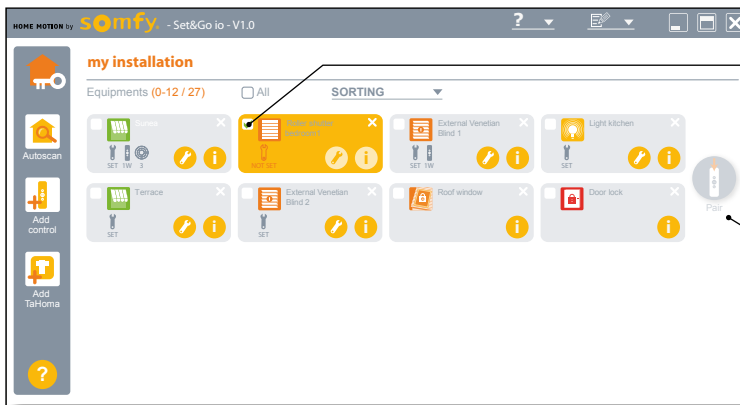 HOME MOTION by somfy. - Set&Go io - V1.0
?
my installation
Equipments (0-12 / 27)
All
SORTING
Autoscan
Add
control
Add
TaHoma
?
SET 1W 3
i
Roller shutter
bedroom 1
NOT SET
i
External Venetian
Blind 1
SET 1W
i
Light kitchen
SET
i
Terrace
SET
i
External Venetian
Blind 2
SET
i
Roof window
i
Door lock
i
Pair